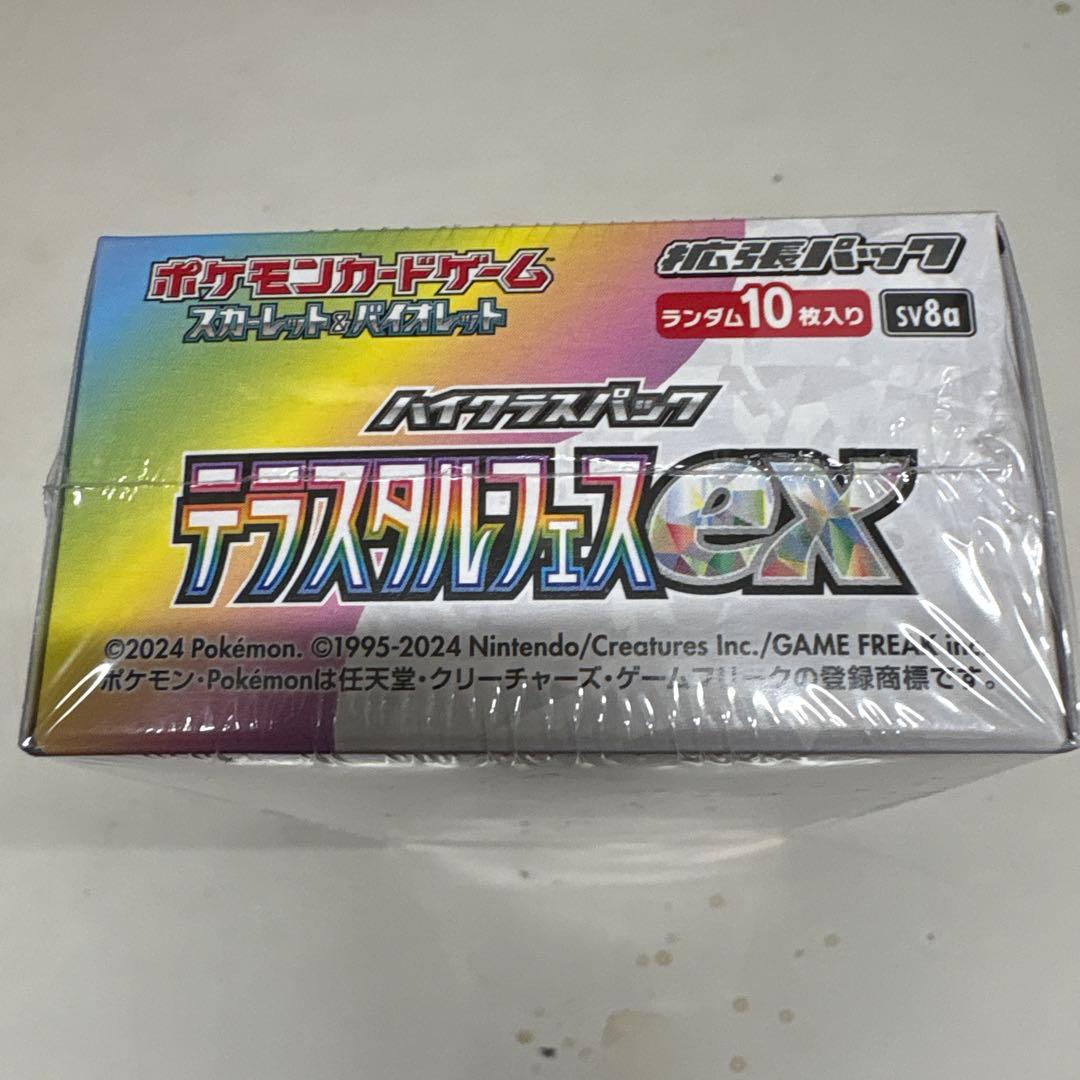 ポケモンカードゲーム™
スカーレット&バイオレット
拡張パック
ランダム10枚入り
SV8a
ハイクラスパック
テラスタルフェスex
©2024 Pokémon. ©1995-2024 Nintendo/Creatures Inc./GAME FREAK inc.
ポケモン・Pokémonは任天堂・クリーチャーズ・ゲームフリークの登録商標です。